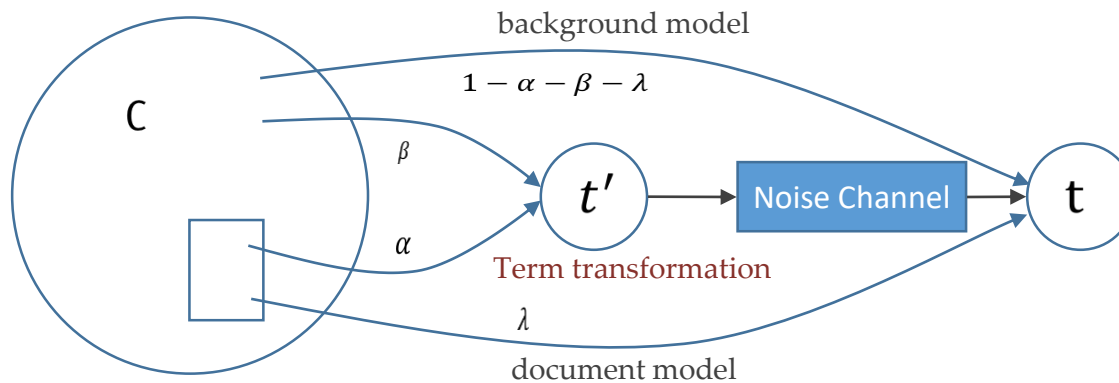 background model
1 − α − β − λ
C
β
t′
Noise Channel
t
α
Term transformation
λ
document model